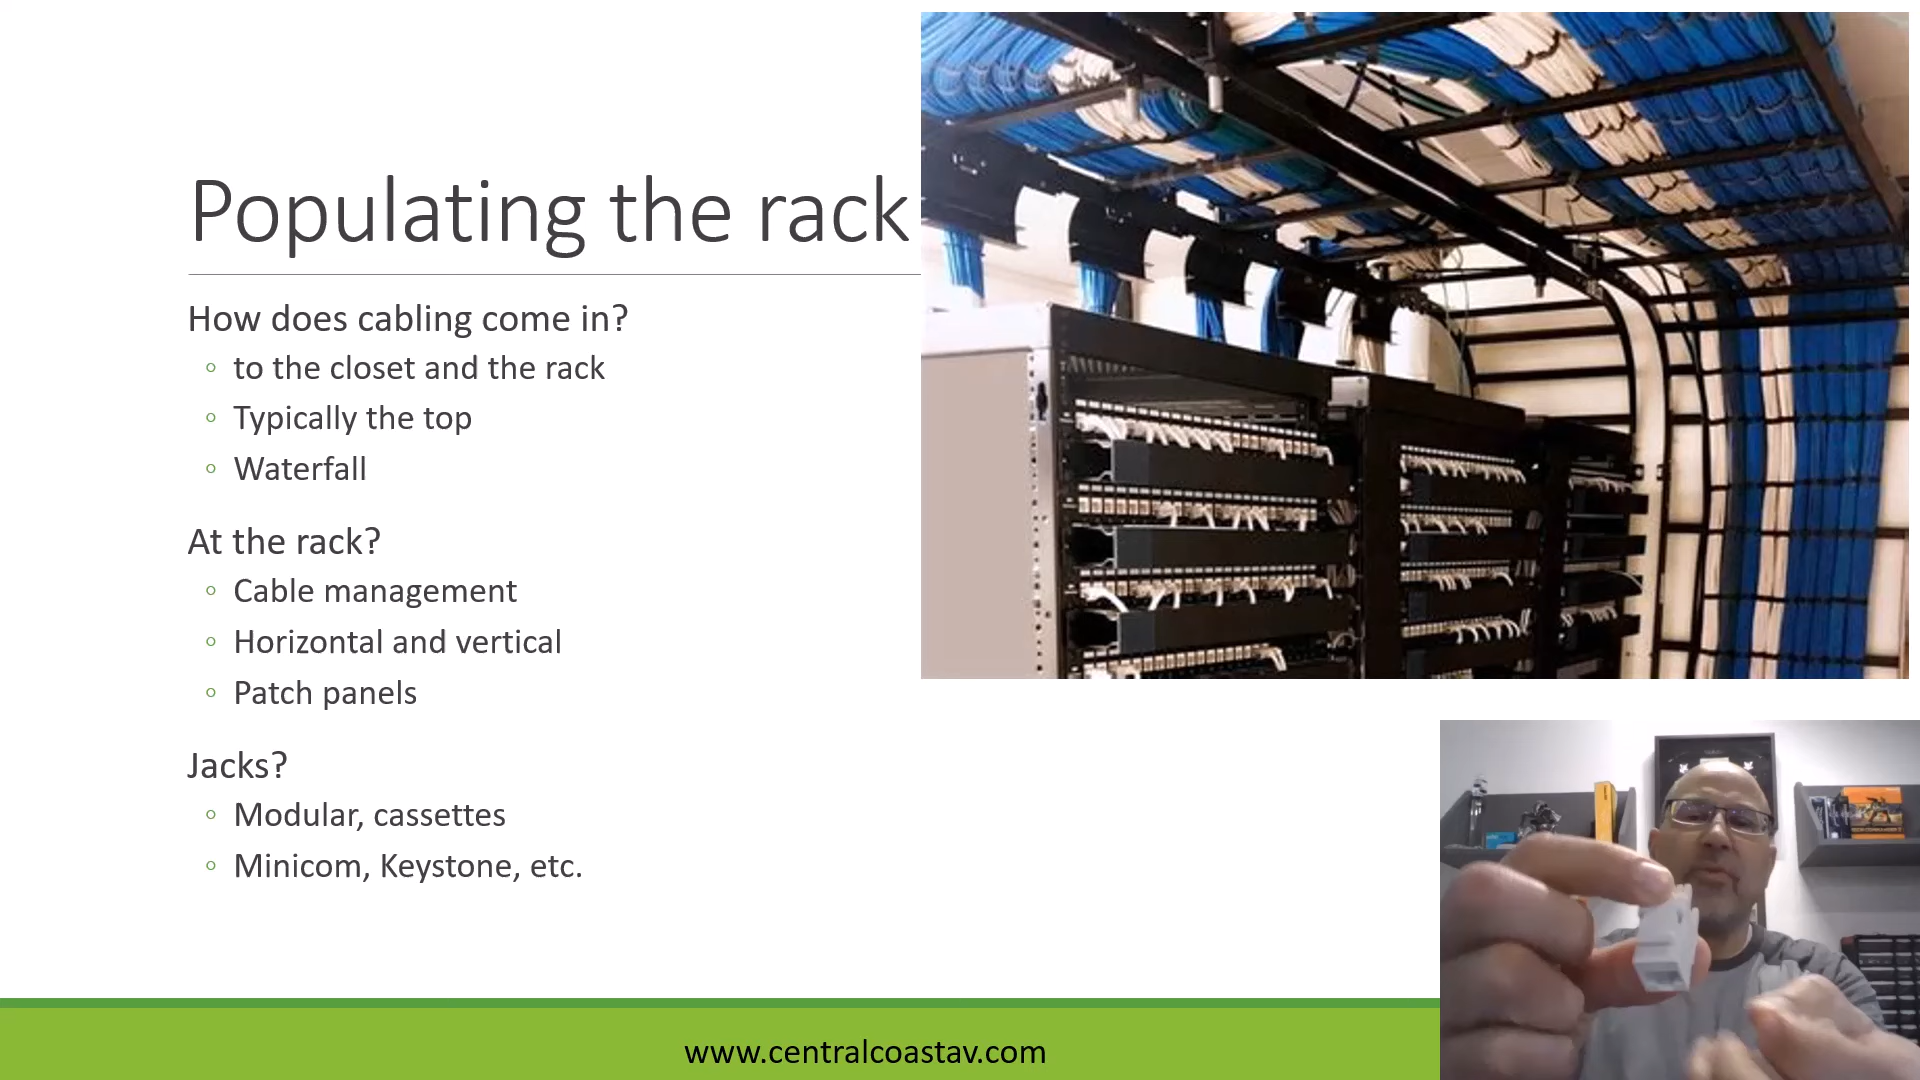 Populating the rack
How does cabling come in?
to the closet and the rack
Typically the top
Waterfall
At the rack?
Cable management
Horizontal and vertical
Patch panels
Jacks?
Modular, cassettes
Minicom, Keystone, etc.
www.centralcoastav.com